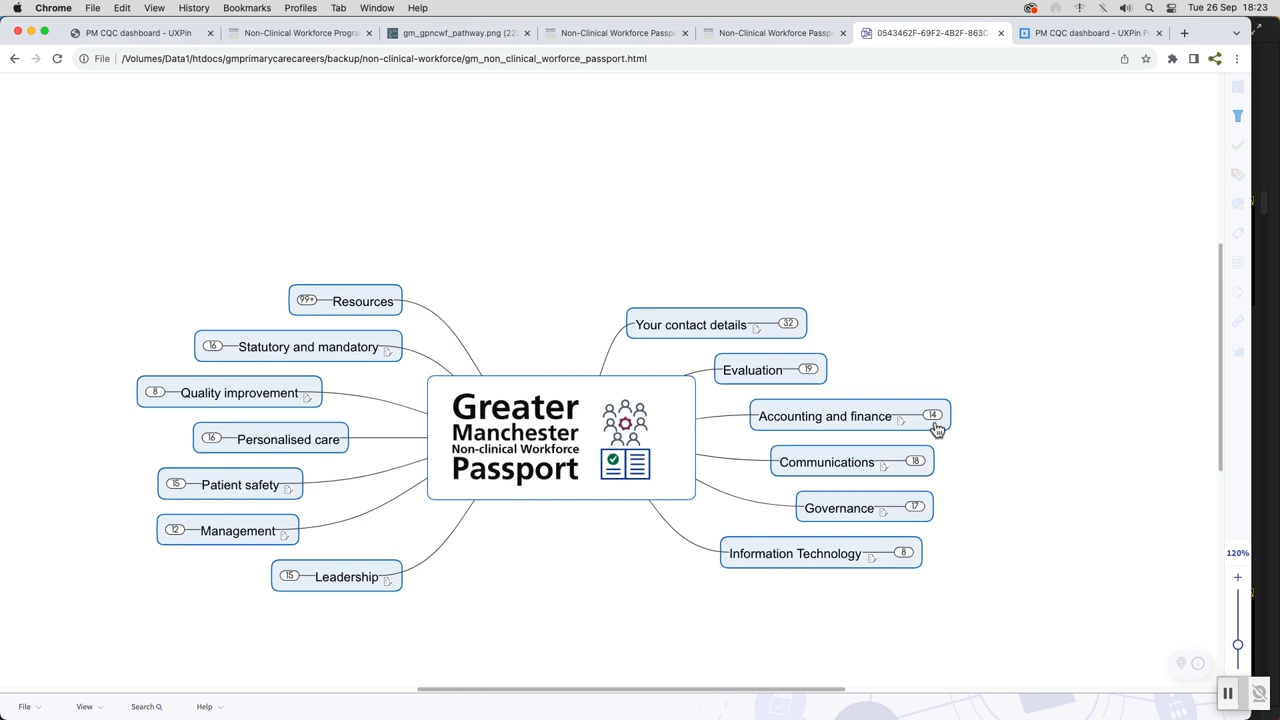 Chrome File Edit View History Bookmarks Profiles Tab Window Help Tue 26 Sep 18:23
PM CQC dashboard - UXPin
Non-Clinical Workforce Progra
gm_gpncwf_pathway.png (22
Non-Clinical Workforce Passp
Non-Clinical Workforce Passp
0543462F-69F2-4B2F-863C
PM CQC dashboard - UXPin P
File /Volumes/Data1/htdocs/gmprimarycarecareers/backup/non-clinical-workforce/gm_non_clinical_worforce_passport.html
99+ Resources
16 Statutory and mandatory
8 Quality improvement
16 Personalised care
15 Patient safety
12 Management
15 Leadership
Greater
Manchester
Non-clinical Workforce
Passport
Your contact details 32
Evaluation 19
Accounting and finance 14
Communications 18
Governance 17
Information Technology 8
120%
File View Search Help